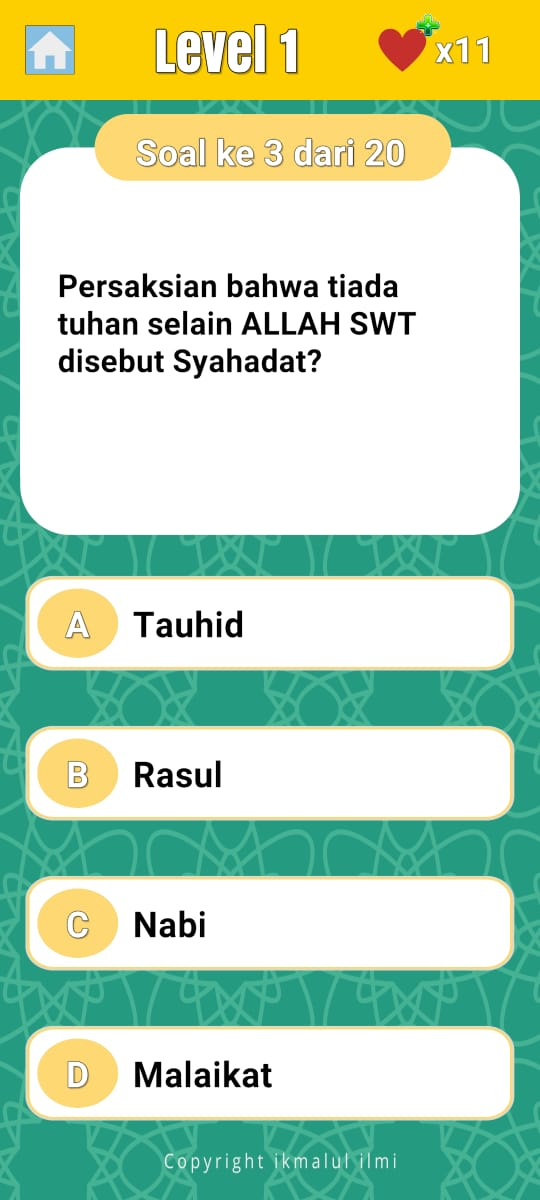 Level 1
x11
Soal ke 3 dari 20
Persaksian bahwa tiada
tuhan selain ALLAH SWT
disebut Syahadat?
A Tauhid
B Rasul
C Nabi
D Malaikat
Copyright ikmalul ilmi